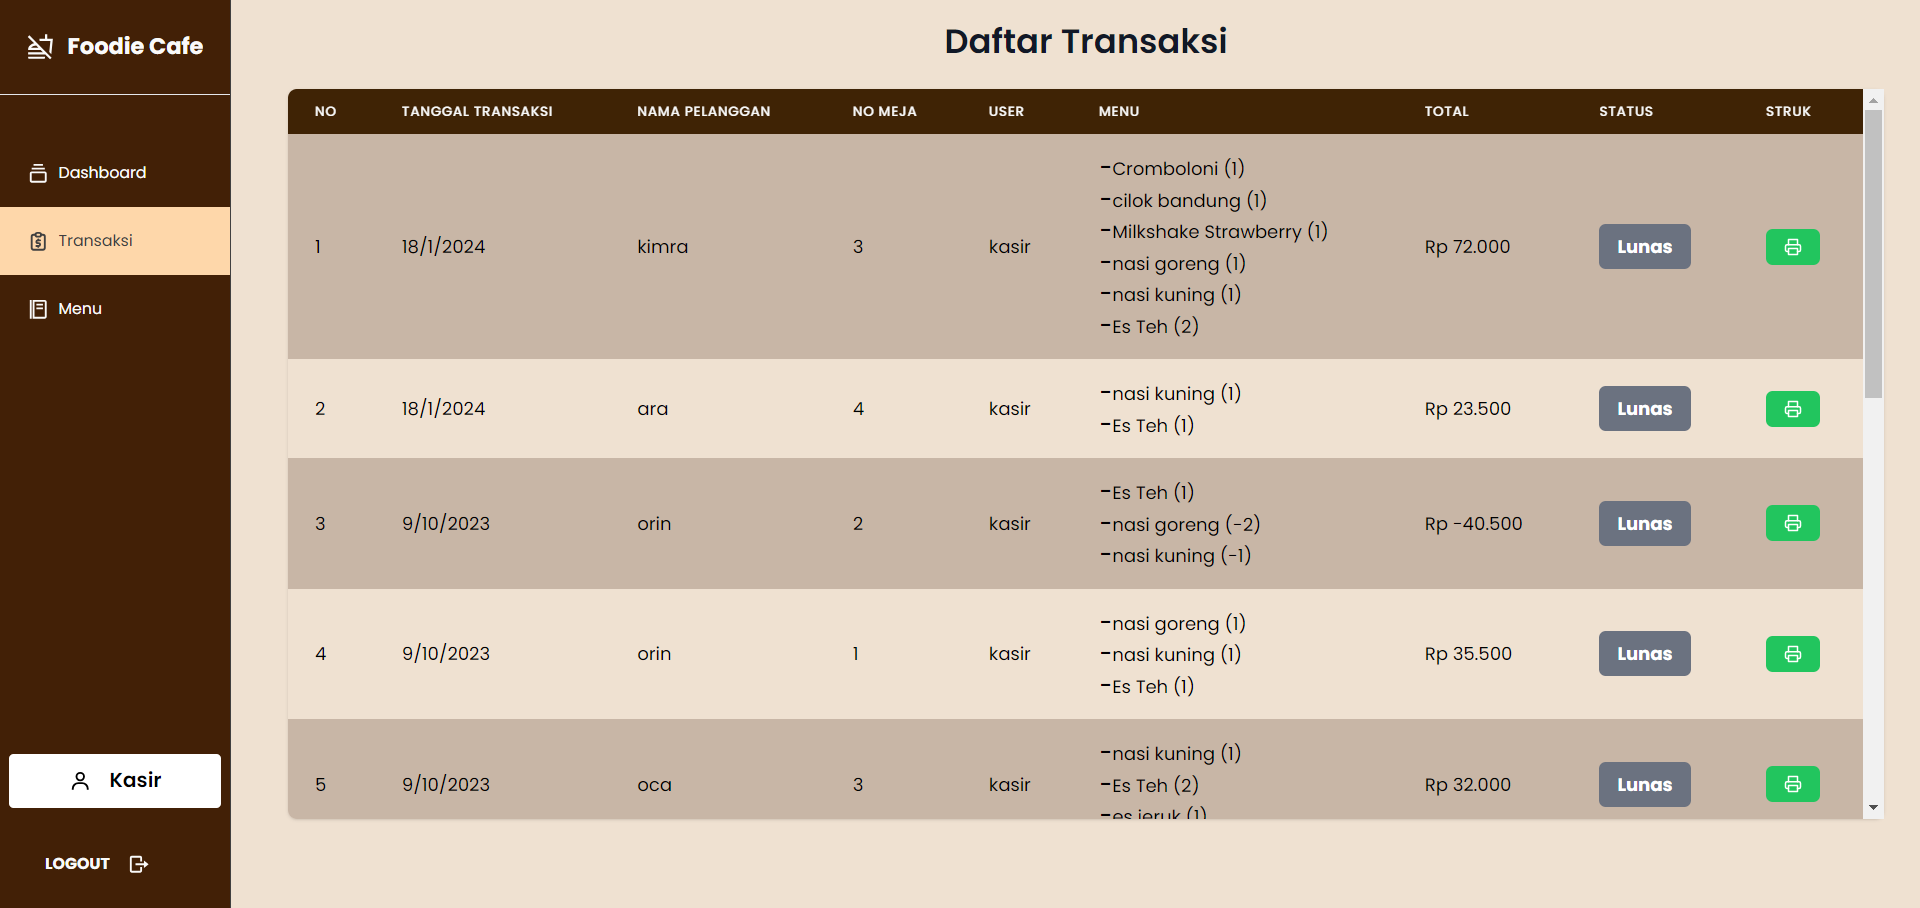 Foodie Cafe
Dashboard
Transaksi
Menu
Kasir
LOGOUT
Daftar Transaksi
NO TANGGAL TRANSAKSI NAMA PELANGGAN NO MEJA USER MENU TOTAL STATUS STRUK
-Cromboloni (1)
-cilok bandung (1)
-Milkshake Strawberry (1)
1 18/1/2024 kimra 3 kasir Rp 72.000 Lunas
-nasi goreng (1)
-nasi kuning (1)
-Es Teh (2)
-nasi kuning (1)
2 18/1/2024 ara 4 kasir Rp 23.500 Lunas
-Es Teh (1)
-Es Teh (1)
3 9/10/2023 orin 2 kasir -nasi goreng (-2) Rp -40.500 Lunas
-nasi kuning (-1)
-nasi goreng (1)
4 9/10/2023 orin 1 kasir -nasi kuning (1) Rp 35.500 Lunas
-Es Teh (1)
-nasi kuning (1)
5 9/10/2023 oca 3 kasir -Es Teh (2) Rp 32.000 Lunas
-es jeruk (1)